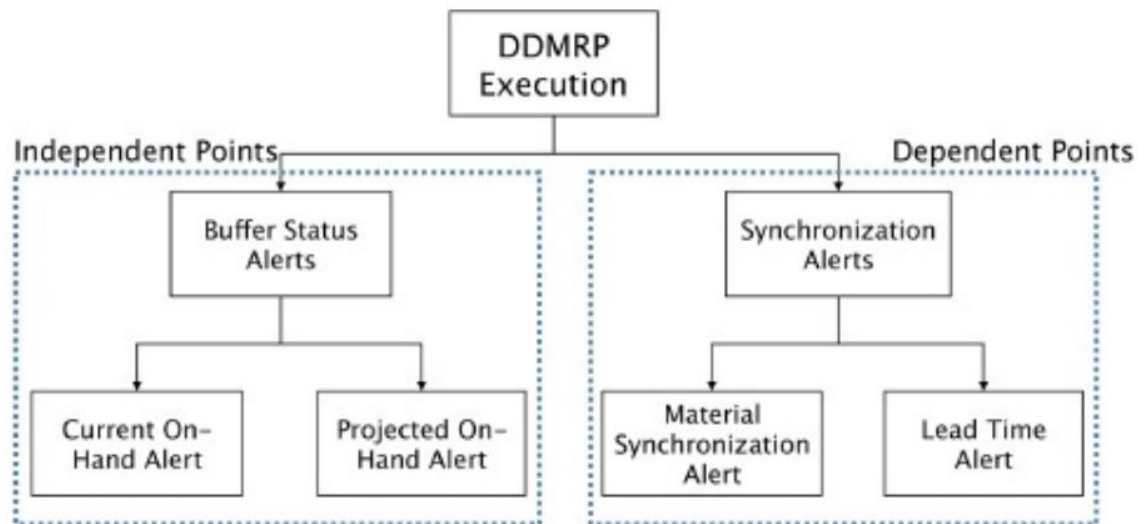 DDMRP
Execution
Independent Points
Dependent Points
Buffer Status
Alerts
Synchronization
Alerts
Current On-
Hand Alert
Projected On-
Hand Alert
Material
Synchronization
Alert
Lead Time
Alert